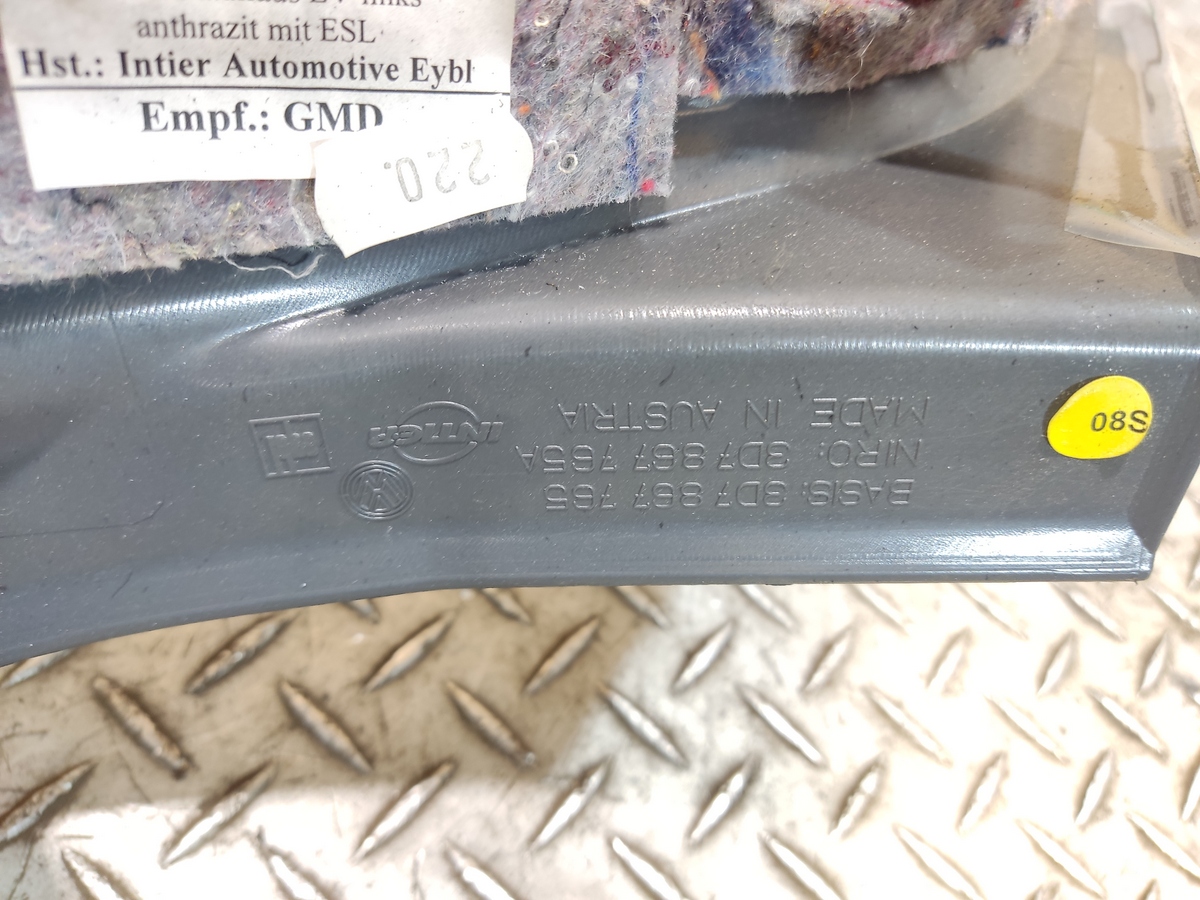 links
anthrazit mit ESL
Hst.: Intier Automotive Eybl
Empf.: GMD
220.
S80
BASIS: 3D7 867 765
NIRO: 3D7 867 765A
MADE IN AUSTRIA
INTIER